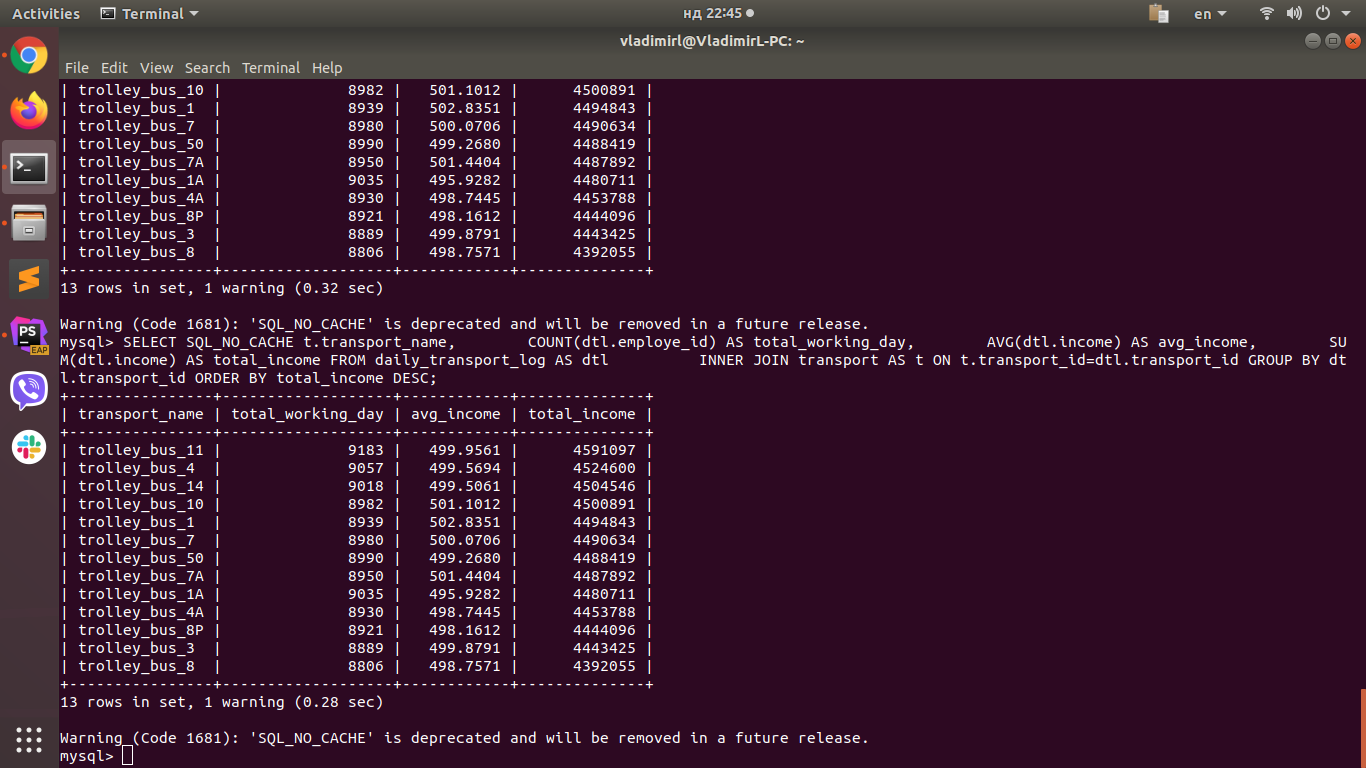 Activities Terminal нд 22:45 en
vladimirl@VladimirL-PC: ~
File Edit View Search Terminal Help
| trolley_bus_10 |              8982 |   501.1012 |      4500891 |
| trolley_bus_1  |              8939 |   502.8351 |      4494843 |
| trolley_bus_7  |              8980 |   500.0706 |      4490634 |
| trolley_bus_50 |              8990 |   499.2680 |      4488419 |
| trolley_bus_7A |              8950 |   501.4404 |      4487892 |
| trolley_bus_1A |              9035 |   495.9282 |      4480711 |
| trolley_bus_4A |              8930 |   498.7445 |      4453788 |
| trolley_bus_8P |              8921 |   498.1612 |      4444096 |
| trolley_bus_3  |              8889 |   499.8791 |      4443425 |
| trolley_bus_8  |              8806 |   498.7571 |      4392055 |
+----------------+-------------------+------------+--------------+
13 rows in set, 1 warning (0.32 sec)
Warning (Code 1681): 'SQL_NO_CACHE' is deprecated and will be removed in a future release.
mysql> SELECT SQL_NO_CACHE t.transport_name,        COUNT(dtl.employe_id) AS total_working_day,        AVG(dtl.income) AS avg_income,        SU
M(dtl.income) AS total_income FROM daily_transport_log AS dtl          INNER JOIN transport AS t ON t.transport_id=dtl.transport_id GROUP BY dt
l.transport_id ORDER BY total_income DESC;
+----------------+-------------------+------------+--------------+
| transport_name | total_working_day | avg_income | total_income |
+----------------+-------------------+------------+--------------+
| trolley_bus_11 |              9183 |   499.9561 |      4591097 |
| trolley_bus_4  |              9057 |   499.5694 |      4524600 |
| trolley_bus_14 |              9018 |   499.5061 |      4504546 |
| trolley_bus_10 |              8982 |   501.1012 |      4500891 |
| trolley_bus_1  |              8939 |   502.8351 |      4494843 |
| trolley_bus_7  |              8980 |   500.0706 |      4490634 |
| trolley_bus_50 |              8990 |   499.2680 |      4488419 |
| trolley_bus_7A |              8950 |   501.4404 |      4487892 |
| trolley_bus_1A |              9035 |   495.9282 |      4480711 |
| trolley_bus_4A |              8930 |   498.7445 |      4453788 |
| trolley_bus_8P |              8921 |   498.1612 |      4444096 |
| trolley_bus_3  |              8889 |   499.8791 |      4443425 |
| trolley_bus_8  |              8806 |   498.7571 |      4392055 |
+----------------+-------------------+------------+--------------+
13 rows in set, 1 warning (0.28 sec)
Warning (Code 1681): 'SQL_NO_CACHE' is deprecated and will be removed in a future release.
mysql>
PS
EAP